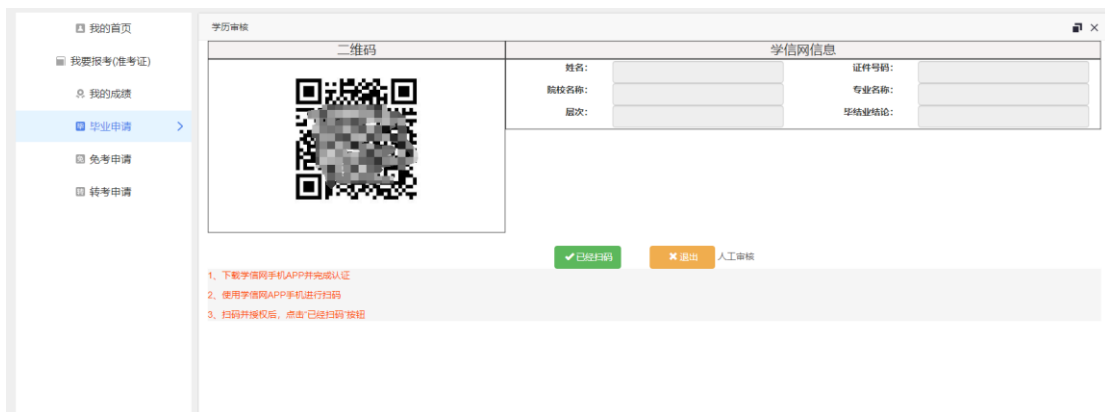 我的首页
我要报考(准考证)
我的成绩
毕业申请
免考申请
转考申请
学历审核
二维码
学信网信息
姓名：
证件号码：
院校名称：
专业名称：
层次：
毕结业结论：
已经扫码
退出
人工审核
1、下载学信网手机APP并完成认证
2、使用学信网APP手机进行扫码
3、扫码并授权后，点击“已经扫码”按钮